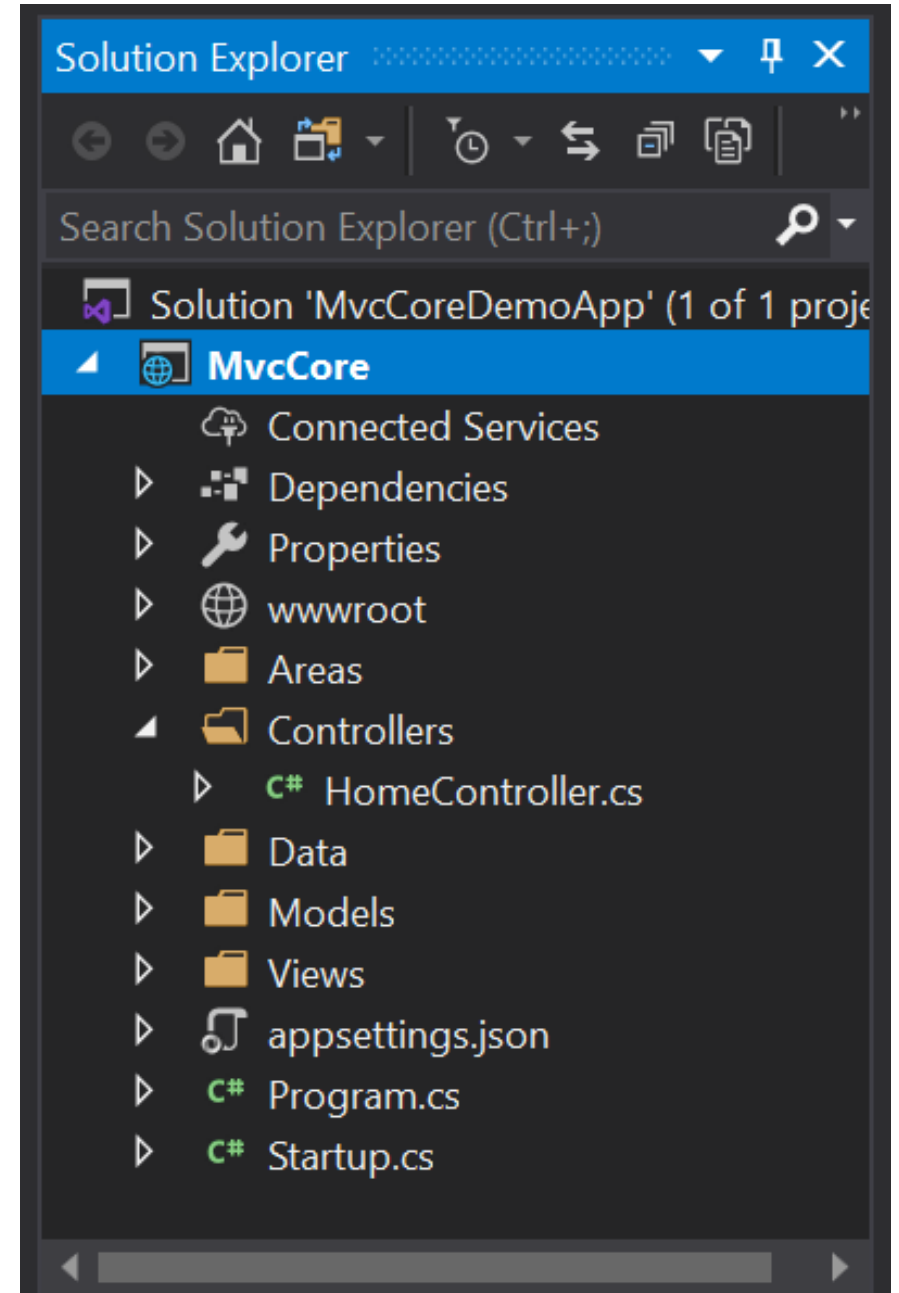 Solution Explorer
Search Solution Explorer (Ctrl+;)
Solution 'MvcCoreDemoApp' (1 of 1 proje
MvcCore
Connected Services
Dependencies
Properties
wwwroot
Areas
Controllers
C# HomeController.cs
Data
Models
Views
appsettings.json
C# Program.cs
C# Startup.cs